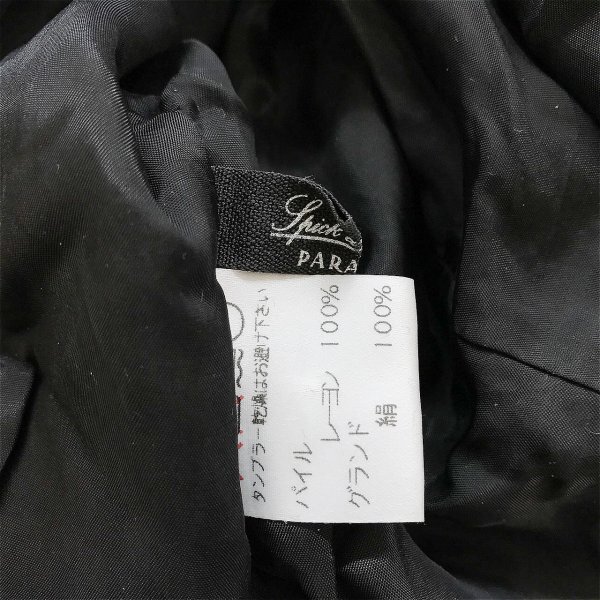 Spick
PARA
タンブラー乾燥はお避け下さい
パイル
レーヨン 100%
グランド
絹 100%